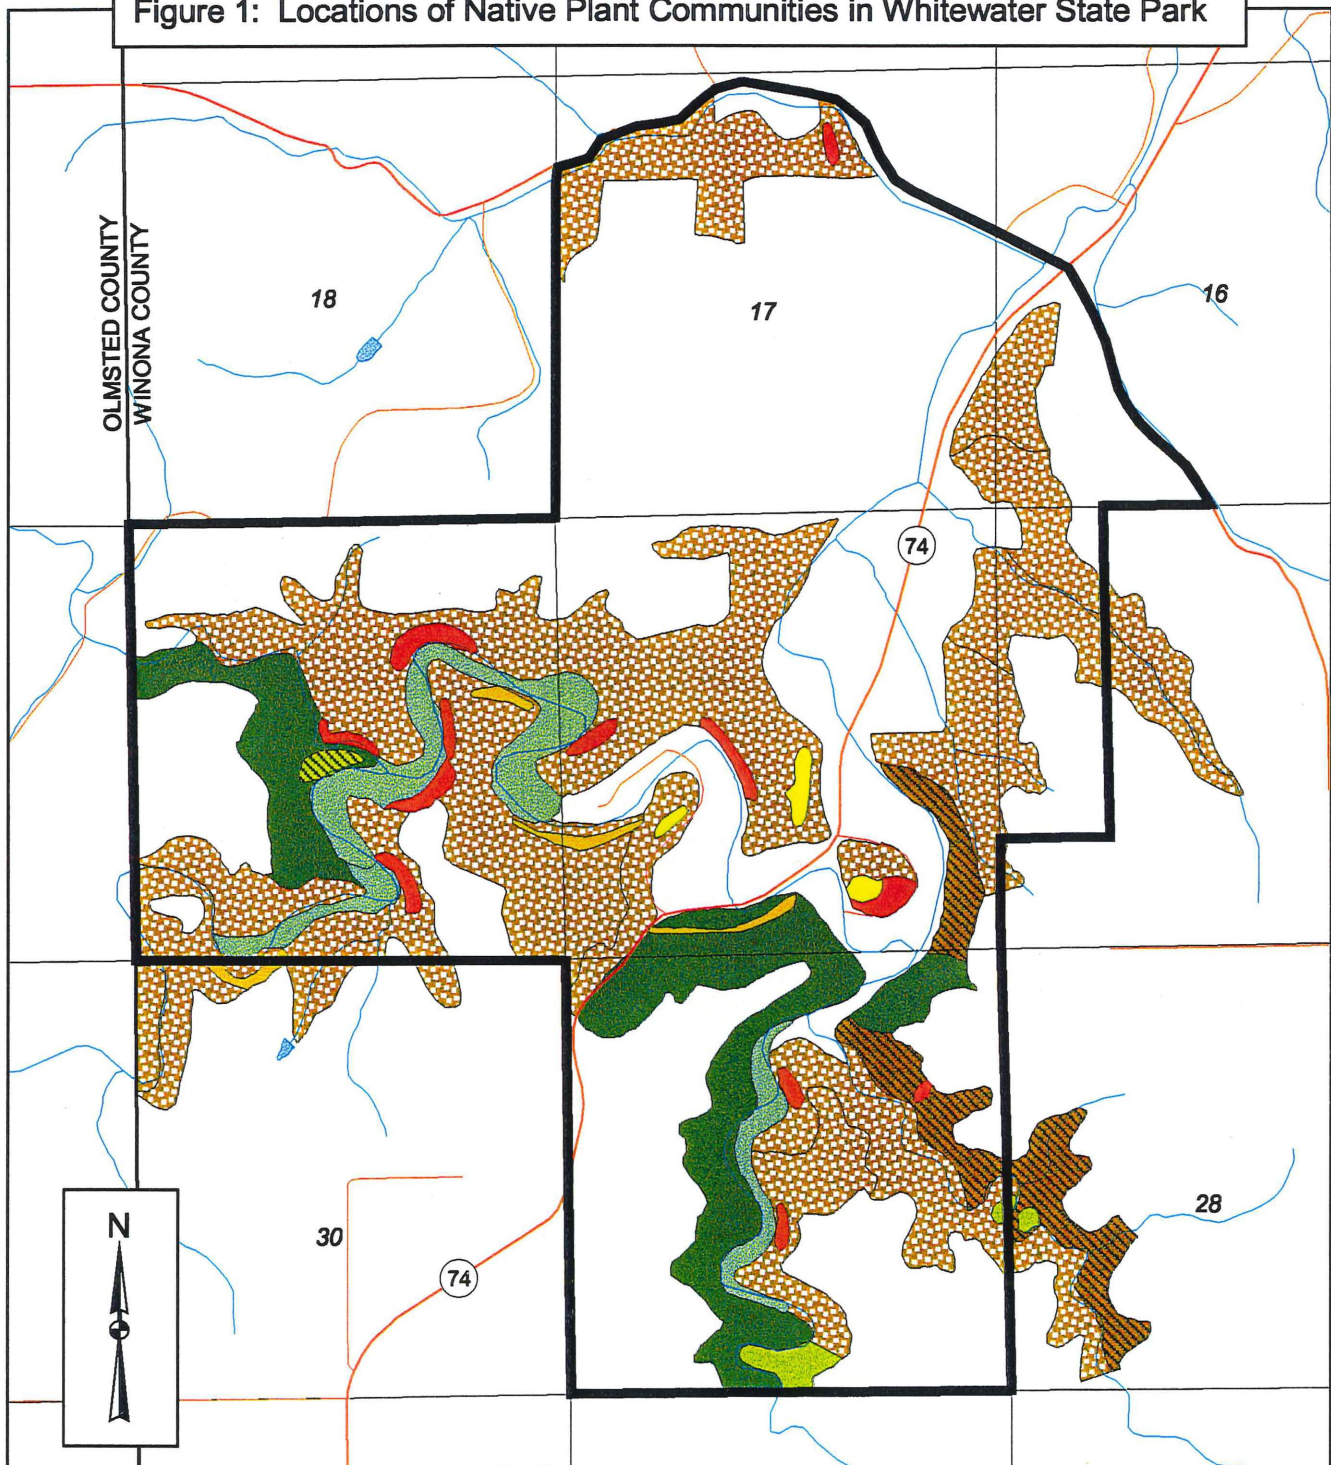 Figure 1: Locations of Native Plant Communities in Whitewater State Park
OLMSTED COUNTY
WINONA COUNTY
18
17
16
74
30
74
28
N